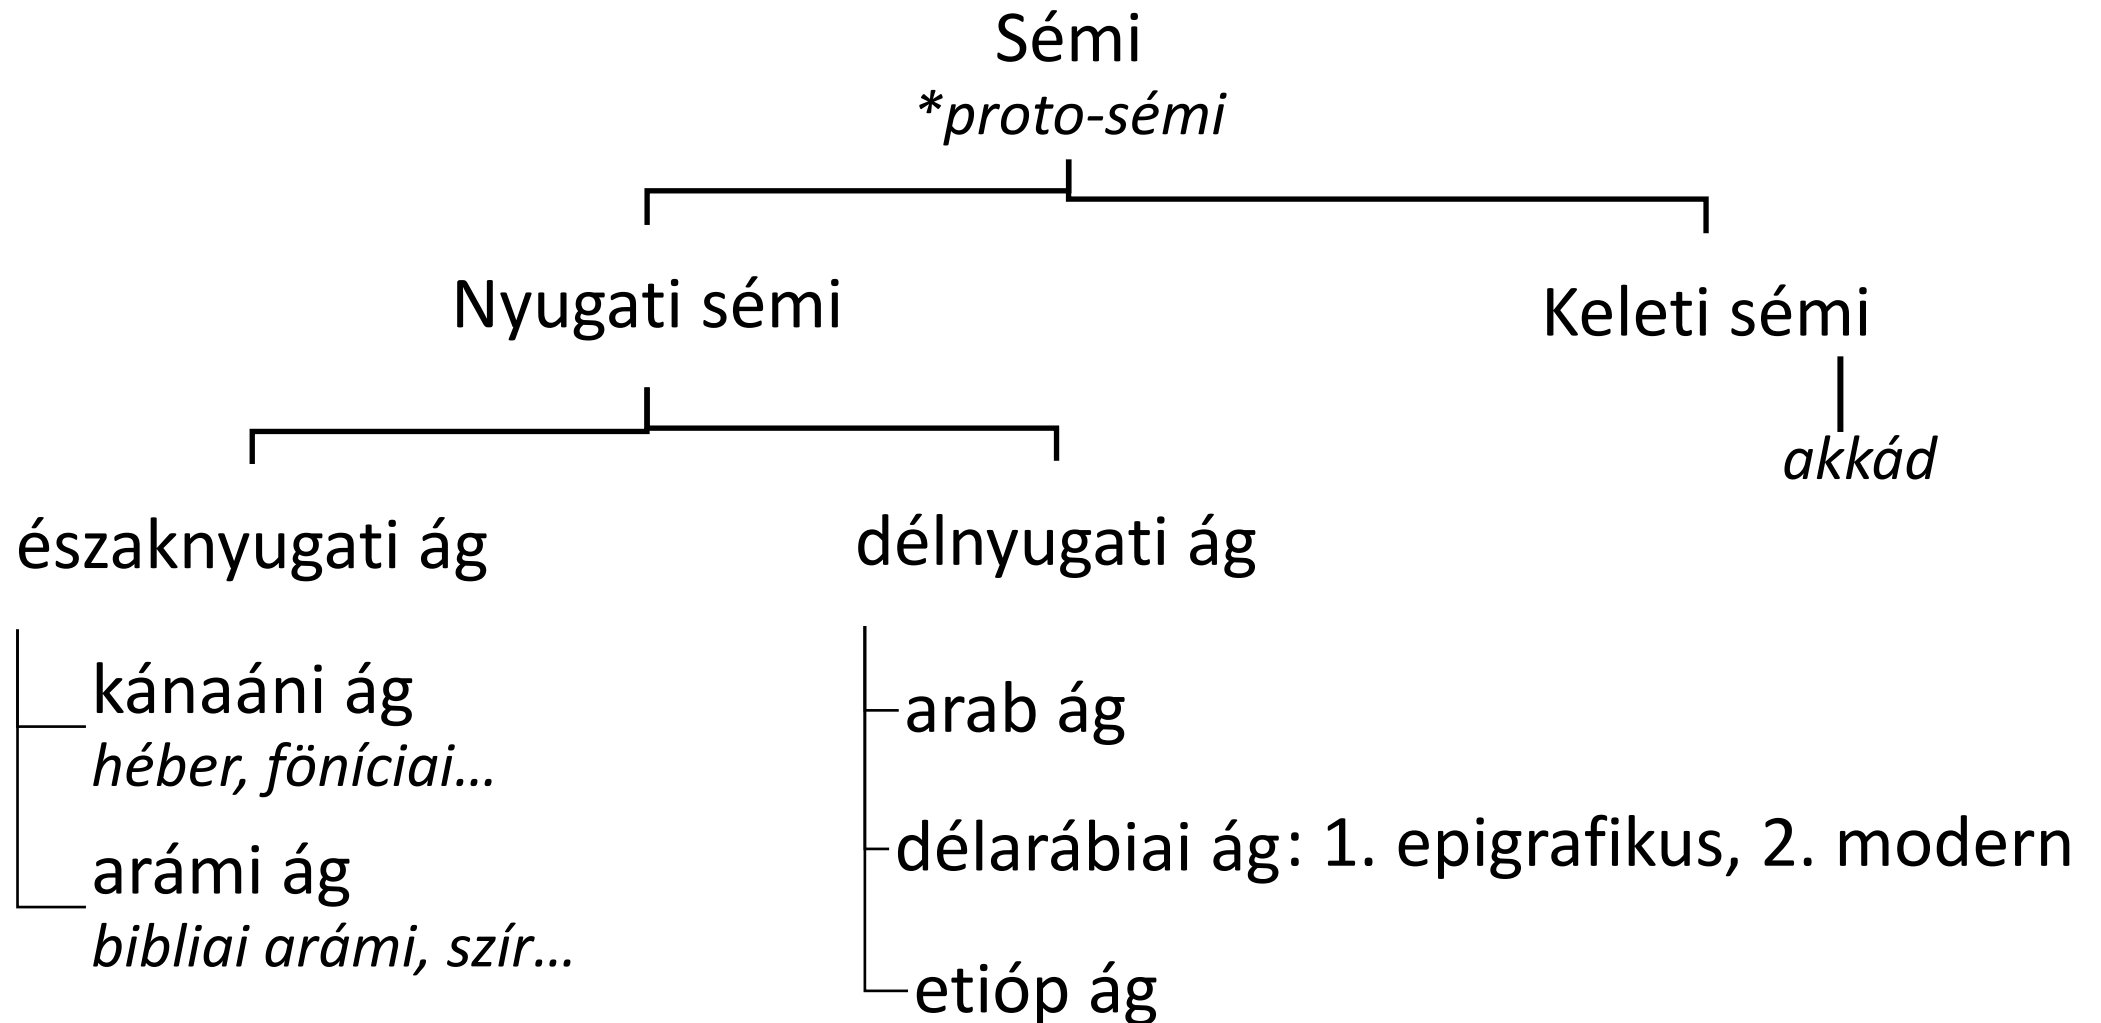 Sémi
*proto-sémi
Nyugati sémi
Keleti sémi
akkád
északnyugati ág
kánaáni ág
héber, föníciai...
arámi ág
bibliai arámi, szír...
délnyugati ág
arab ág
délarábiai ág: 1. epigrafikus, 2. modern
etióp ág